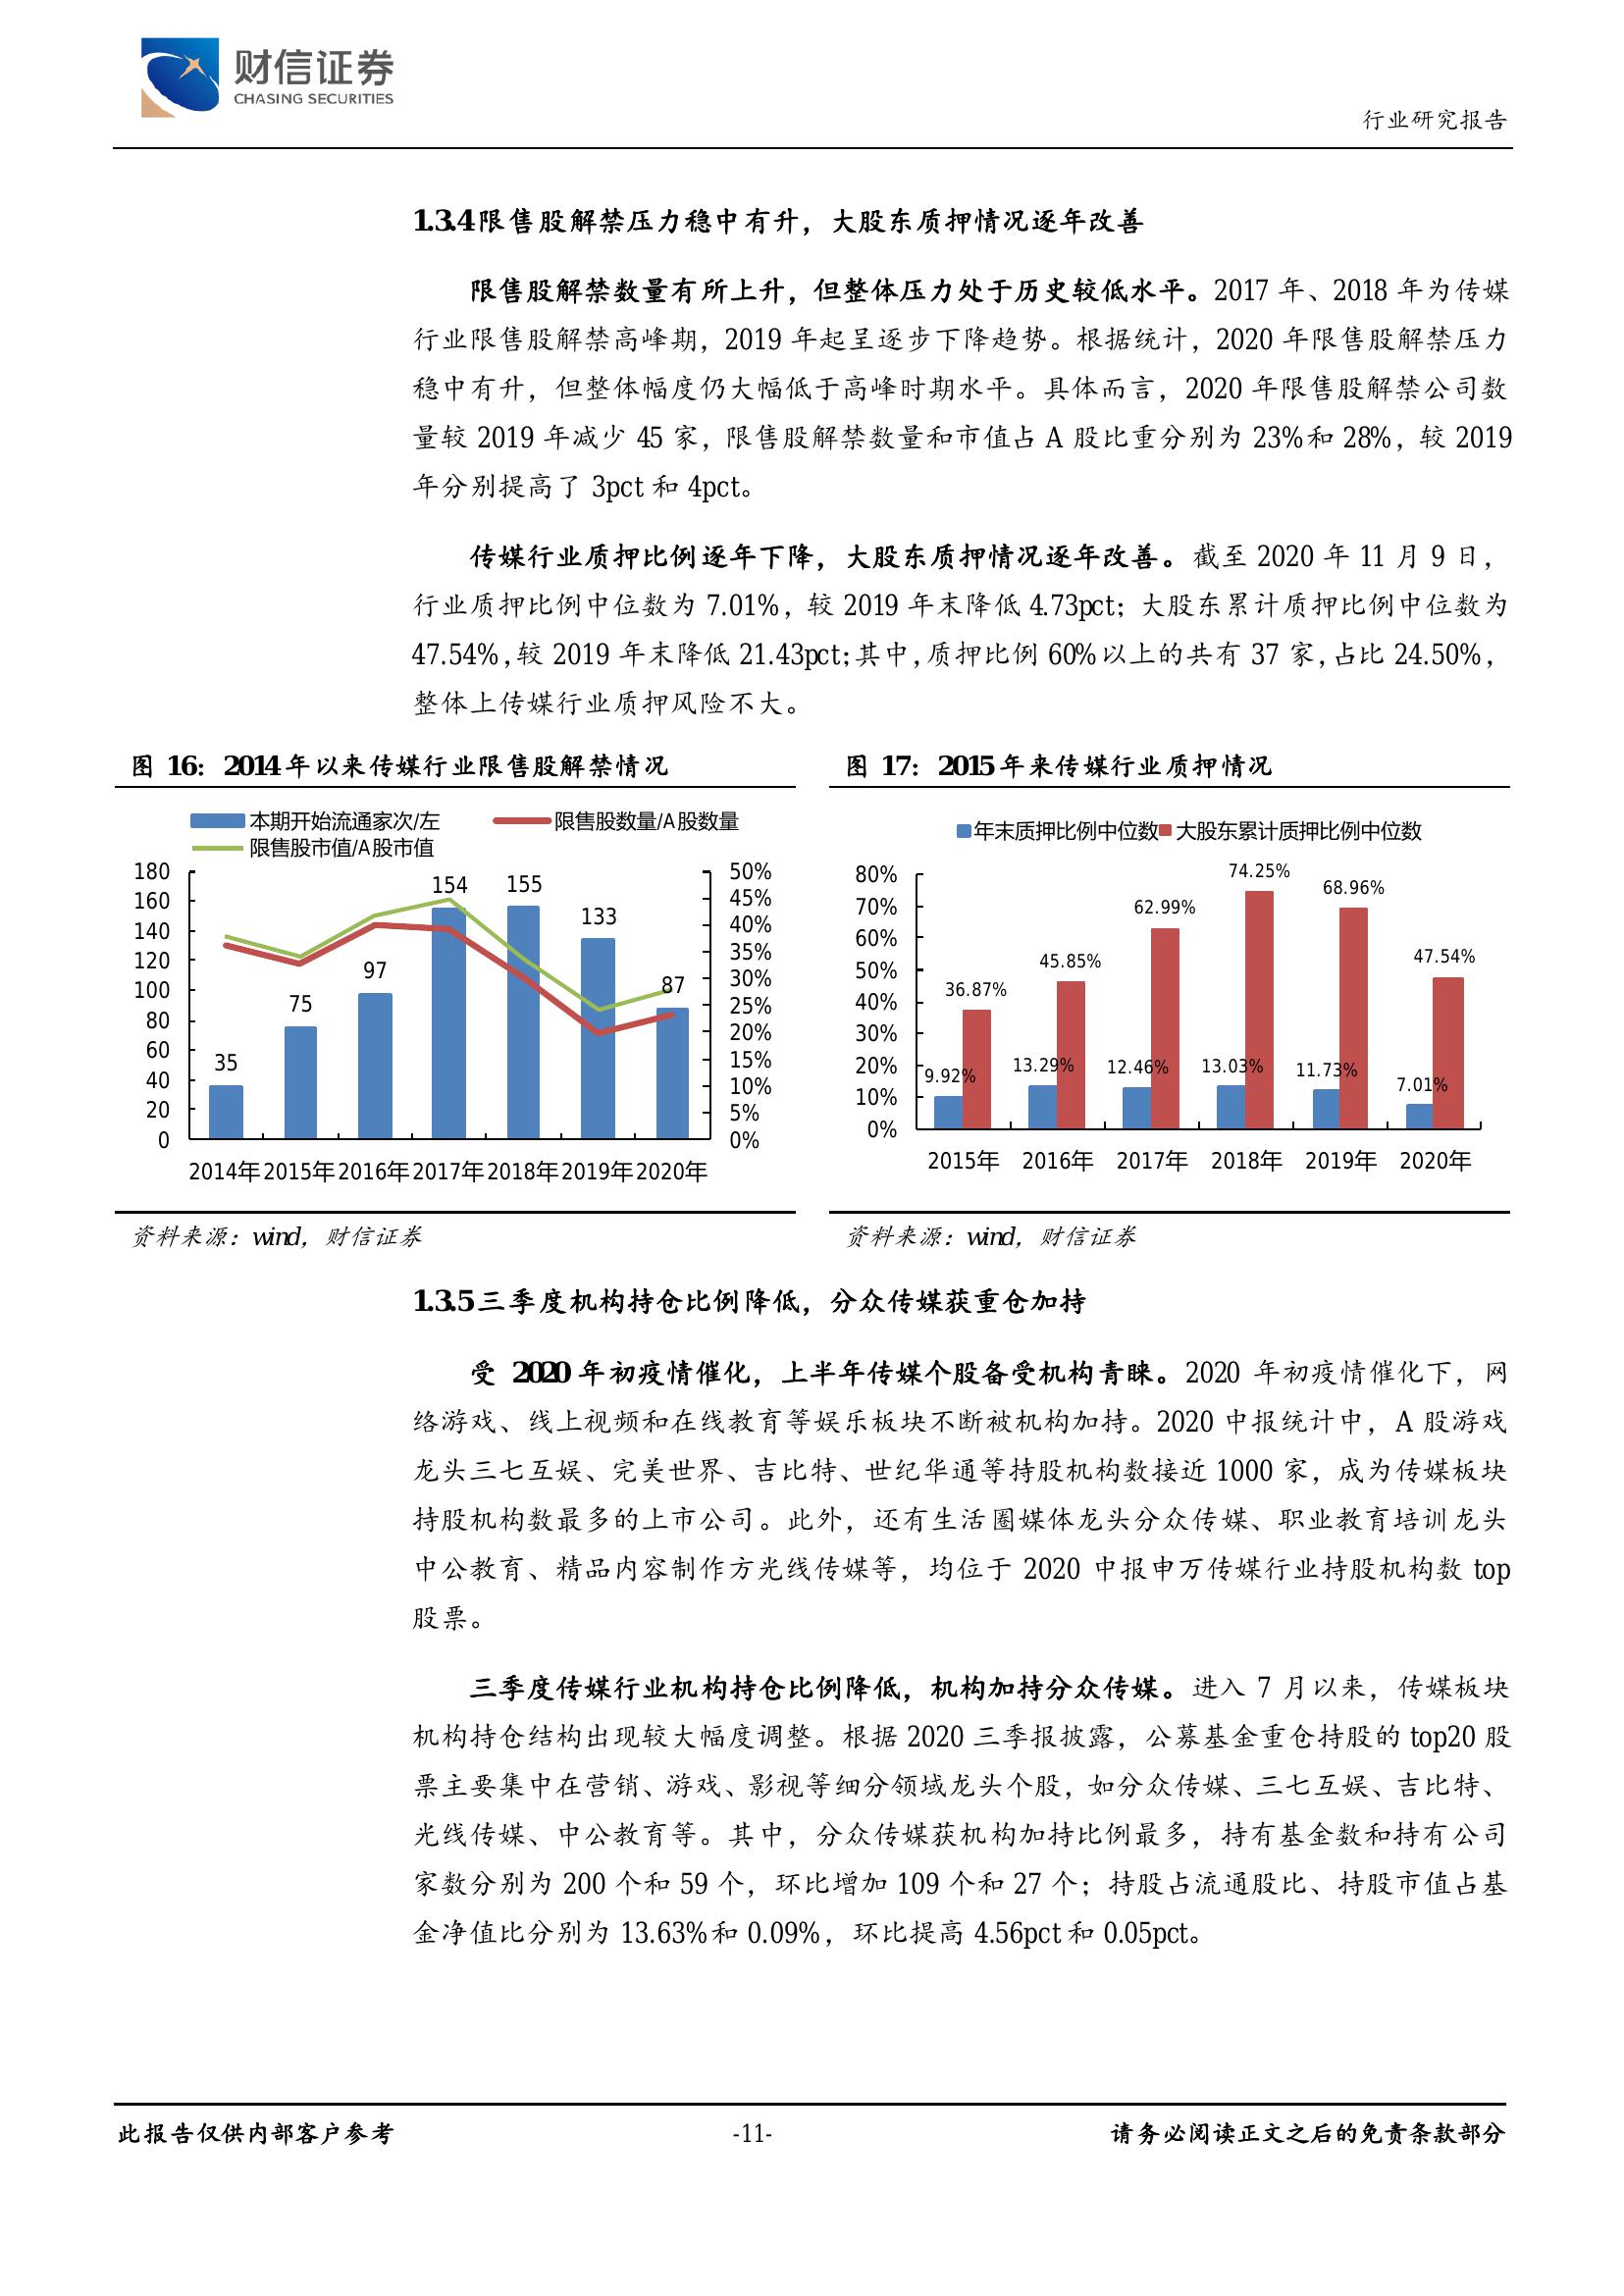 财信证券
CHASING SECURITIES
行业研究报告
1.3.4 限售股解禁压力稳中有升，大股东质押情况逐年改善
限售股解禁数量有所上升，但整体压力处于历史较低水平。2017 年、2018 年为传媒
行业限售股解禁高峰期，2019 年起呈逐步下降趋势。根据统计，2020 年限售股解禁压力
稳中有升，但整体幅度仍大幅低于高峰时期水平。具体而言，2020 年限售股解禁公司数
量较 2019 年减少 45 家，限售股解禁数量和市值占 A 股比重分别为 23%和 28%，较 2019
年分别提高了 3pct 和 4pct。
传媒行业质押比例逐年下降，大股东质押情况逐年改善。截至 2020 年 11 月 9 日，
行业质押比例中位数为 7.01%，较 2019 年末降低 4.73pct；大股东累计质押比例中位数为
47.54%，较 2019 年末降低 21.43pct；其中，质押比例 60%以上的共有 37 家，占比 24.50%，
整体上传媒行业质押风险不大。
图 16：2014 年以来传媒行业限售股解禁情况
本期开始流通家次/左 限售股数量/A股数量
限售股市值/A股市值
180
160
140
120
100
80
60
40
20
0
35
75
97
154
155
133
87
50%
45%
40%
35%
30%
25%
20%
15%
10%
5%
0%
2014年 2015年 2016年 2017年 2018年 2019年 2020年
资料来源：wind，财信证券
图 17：2015 年来传媒行业质押情况
年末质押比例中位数 大股东累计质押比例中位数
80%
70%
60%
50%
40%
30%
20%
10%
0%
9.92%
36.87%
13.29%
45.85%
12.46%
62.99%
13.03%
74.25%
11.73%
68.96%
7.01%
47.54%
2015年 2016年 2017年 2018年 2019年 2020年
资料来源：wind，财信证券
1.3.5 三季度机构持仓比例降低，分众传媒获重仓加持
受 2020 年初疫情催化，上半年传媒个股备受机构青睐。2020 年初疫情催化下，网
络游戏、线上视频和在线教育等娱乐板块不断被机构加持。2020 中报统计中，A 股游戏
龙头三七互娱、完美世界、吉比特、世纪华通等持股机构数接近 1000 家，成为传媒板块
持股机构数最多的上市公司。此外，还有生活圈媒体龙头分众传媒、职业教育培训龙头
中公教育、精品内容制作方光线传媒等，均位于 2020 中报申万传媒行业持股机构数 top
股票。
三季度传媒行业机构持仓比例降低，机构加持分众传媒。进入 7 月以来，传媒板块
机构持仓结构出现较大幅度调整。根据 2020 三季报披露，公募基金重仓持股的 top20 股
票主要集中在营销、游戏、影视等细分领域龙头个股，如分众传媒、三七互娱、吉比特、
光线传媒、中公教育等。其中，分众传媒获机构加持比例最多，持有基金数和持有公司
家数分别为 200 个和 59 个，环比增加 109 个和 27 个；持股占流通股比、持股市值占基
金净值比分别为 13.63%和 0.09%，环比提高 4.56pct 和 0.05pct。
此报告仅供内部客户参考
-11-
请务必阅读正文之后的免责条款部分